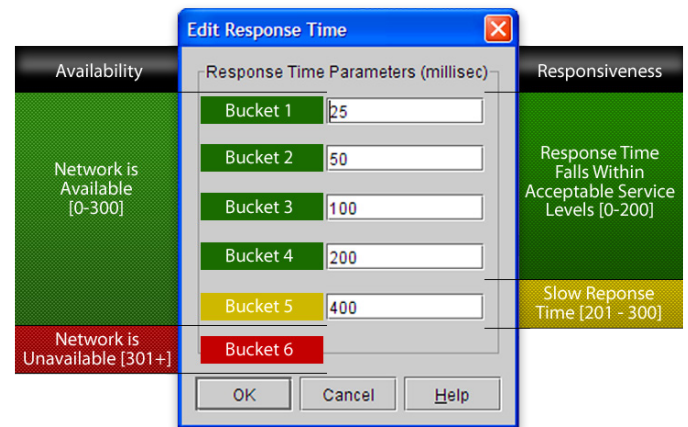 Edit Response Time
Availability
Response Time Parameters (millisec)
Responsiveness
Bucket 1
25
Bucket 2
50
Bucket 3
100
Bucket 4
200
Bucket 5
400
Bucket 6
Network is
Available
[0-300]
Network is
Unavailable [301+]
Response Time
Falls Within
Acceptable Service
Levels [0-200]
Slow Reponse
Time [201 - 300]
OK
Cancel
Help